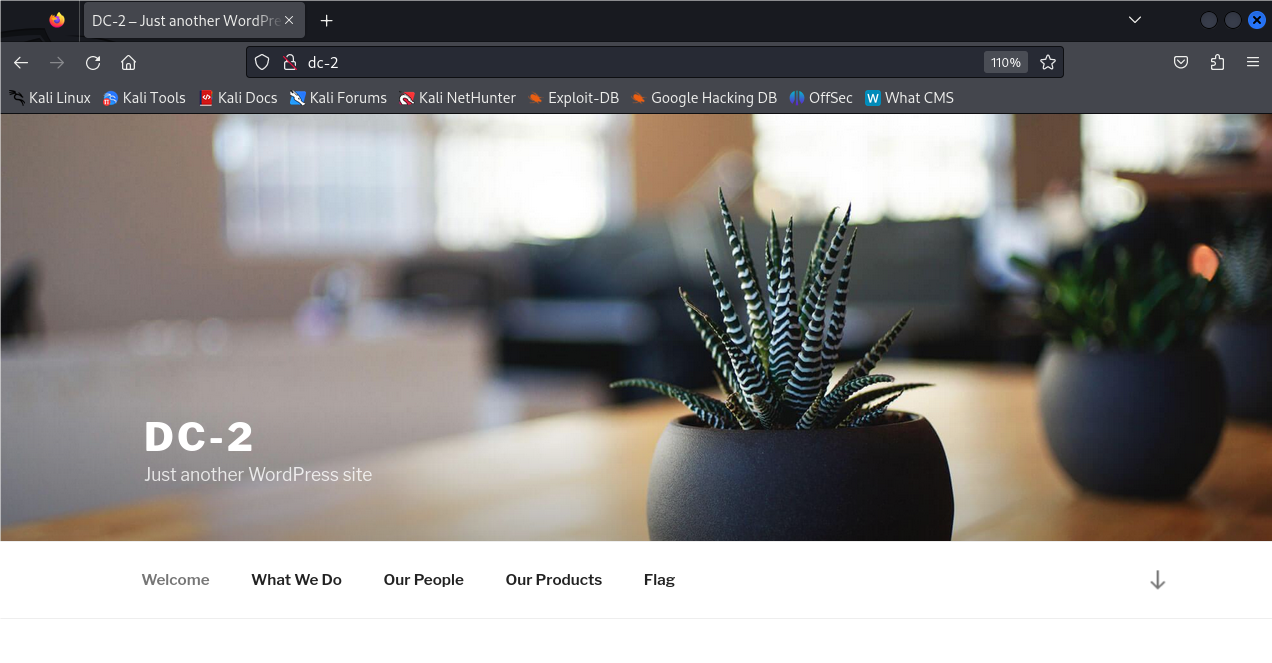 DC-2 – Just another WordPre
dc-2
110%
Kali Linux
Kali Tools
Kali Docs
Kali Forums
Kali NetHunter
Exploit-DB
Google Hacking DB
OffSec
W What CMS
DC-2
Just another WordPress site
Welcome
What We Do
Our People
Our Products
Flag